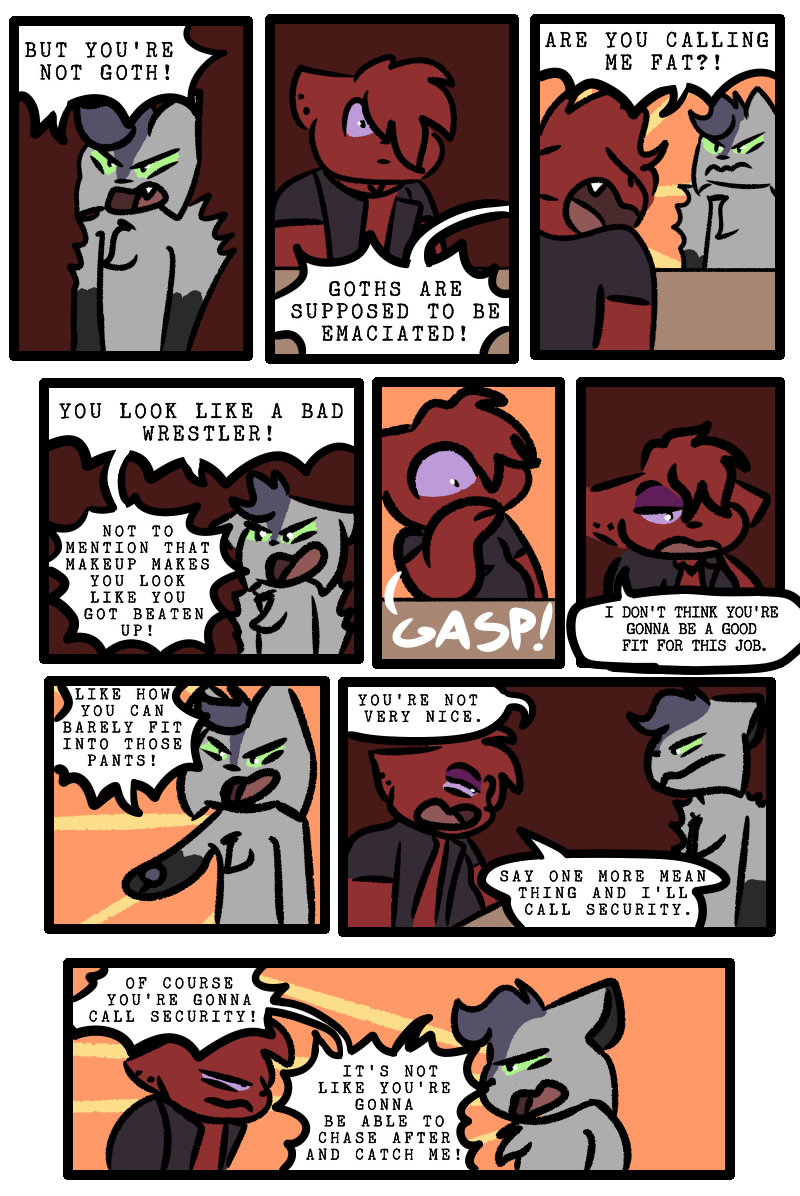 BUT YOU'RE
NOT GOTH!
GOTHS ARE
SUPPOSED TO BE
EMACIATED!
ARE YOU CALLING
ME FAT?!
YOU LOOK LIKE A BAD
WRESTLER!
NOT TO
MENTION THAT
MAKEUP MAKES
YOU LOOK
LIKE YOU
GOT BEATEN
UP!
GASP!
I DON'T THINK YOU'RE
GONNA BE A GOOD
FIT FOR THIS JOB.
LIKE HOW
YOU CAN
BARELY FIT
INTO THOSE
PANTS!
YOU'RE NOT
VERY NICE.
SAY ONE MORE MEAN
THING AND I'LL
CALL SECURITY.
OF COURSE
YOU'RE GONNA
CALL SECURITY!
IT'S NOT
LIKE YOU'RE
GONNA
BE ABLE TO
CHASE AFTER
AND CATCH ME!